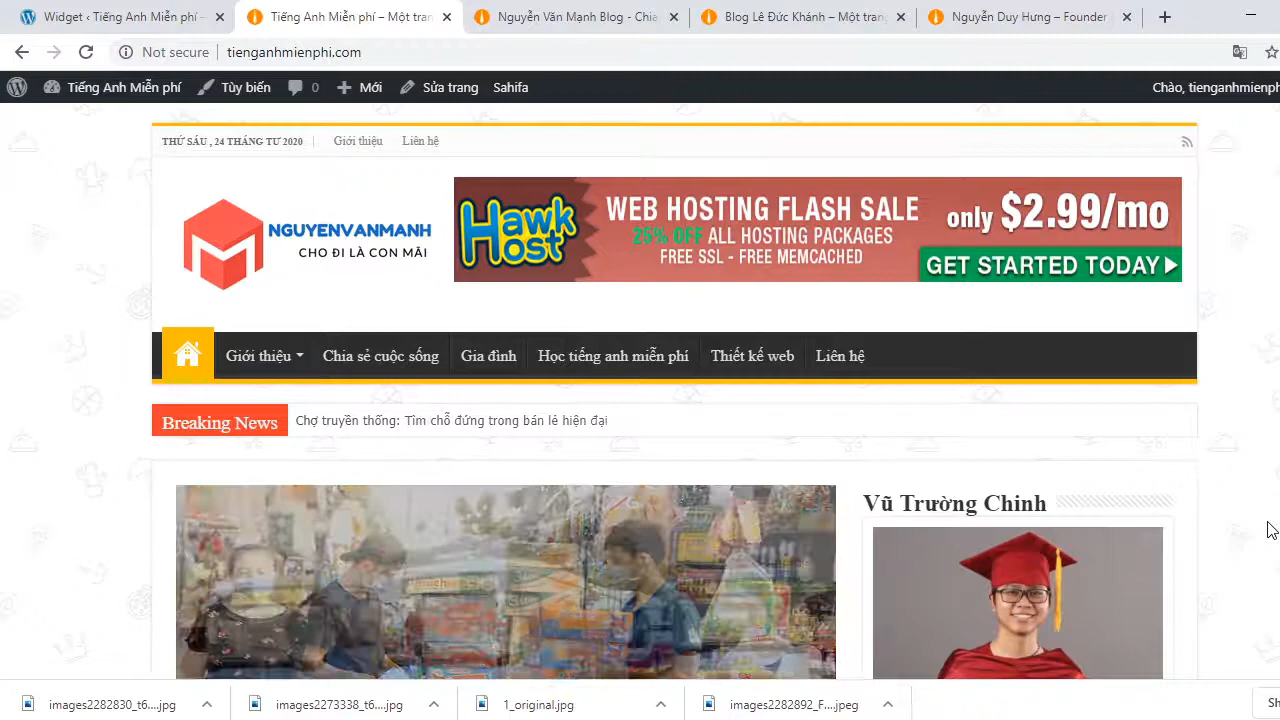 Widget ‹ Tiếng Anh Miễn phí –
Tiếng Anh Miễn phí – Một tran
Nguyễn Văn Mạnh Blog - Chia
Blog Lê Đức Khánh – Một trang
Nguyễn Duy Hưng – Founder
Not secure
tienganhmienphi.com
Tiếng Anh Miễn phí
Tùy biến
0
Mới
Sửa trang
Sahifa
Chào, tienganhmienph
THỨ SÁU , 24 THÁNG TƯ 2020
Giới thiệu
Liên hệ
NGUYENVANMANH
CHO ĐI LÀ CÒN MÃI
Hawk Host
WEB HOSTING FLASH SALE
25% OFF ALL HOSTING PACKAGES
FREE SSL - FREE MEMCACHED
only $2.99/mo
GET STARTED TODAY
Giới thiệu
Chia sẻ cuộc sống
Gia đình
Học tiếng anh miễn phí
Thiết kế web
Liên hệ
Breaking News
Chợ truyền thống: Tìm chỗ đứng trong bán lẻ hiện đại
Vũ Trường Chinh
images2282830_t6....jpg
images2273338_t6....jpg
1_original.jpg
images2282892_F....jpeg
Sh